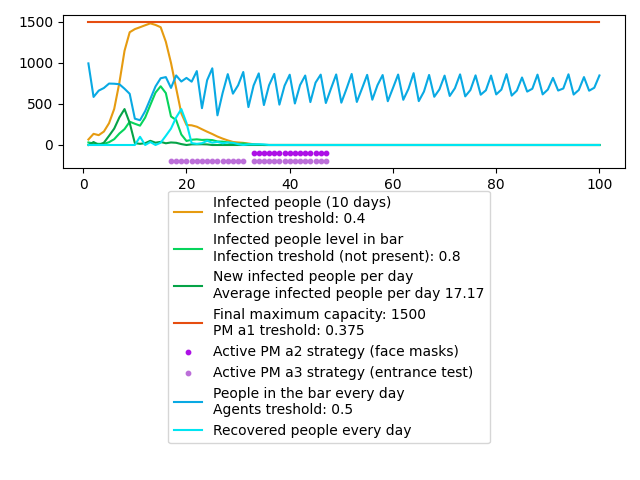 1500
1000
500
0
0 20 40 60 80 100
Infected people (10 days)
Infection treshold: 0.4
Infected people level in bar
Infection treshold (not present): 0.8
New infected people per day
Average infected people per day 17.17
Final maximum capacity: 1500
PM a1 treshold: 0.375
Active PM a2 strategy (face masks)
Active PM a3 strategy (entrance test)
People in the bar every day
Agents treshold: 0.5
Recovered people every day